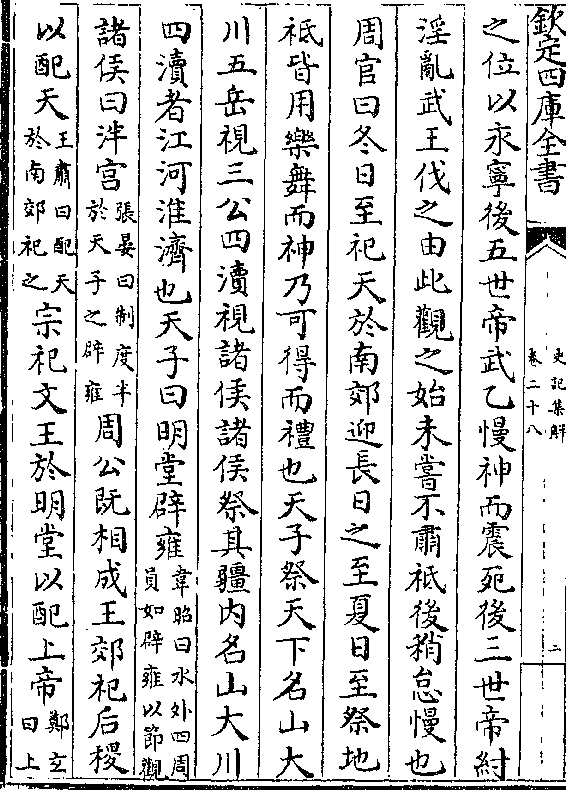 欽定四庫全書
史記集解
卷二十八
二
之位以永寧後五世帝武乙慢神而震死後三世帝紂
淫亂武王伐之由此觀之始未嘗不肅祗後稍怠慢也
周官曰冬日至祀天於南郊迎長日之至夏日至祭地
祗皆用樂舞而神乃可得而禮也天子祭天下名山大
川五岳視三公四瀆視諸侯諸侯祭其疆内名山大川
四瀆者江河淮濟也天子曰明堂辟雍韋昭曰水外四周員如辟雍以節觀
諸侯曰泮宫張晏曰制度半於天子之辟雍周公既相成王郊祀后稷
以配天王肅曰配天於南郊祀之宗祀文王於明堂以配上帝鄭玄曰上